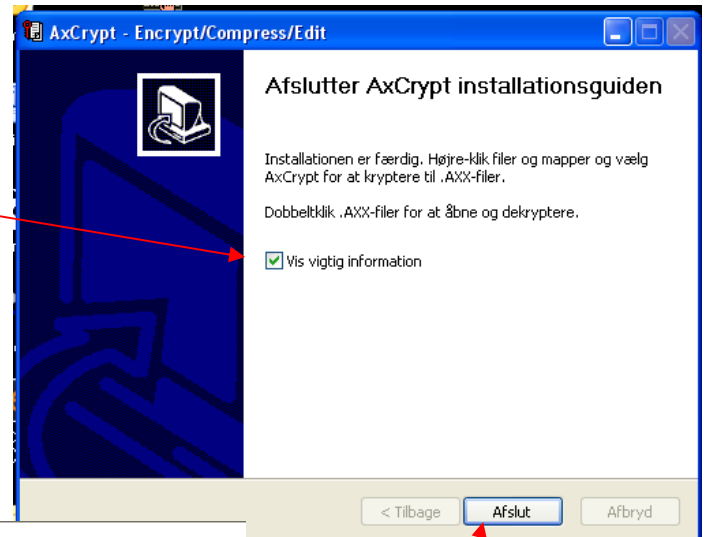 AxCrypt - Encrypt/Compress/Edit
Afslutter AxCrypt installationsguiden
Installationen er færdig. Højre-klik filer og mapper og vælg
AxCrypt for at kryptere til .AXX-filer.
Dobbeltklik .AXX-filer for at åbne og dekryptere.
Vis vigtig information
< Tilbage
Afslut
Afbryd